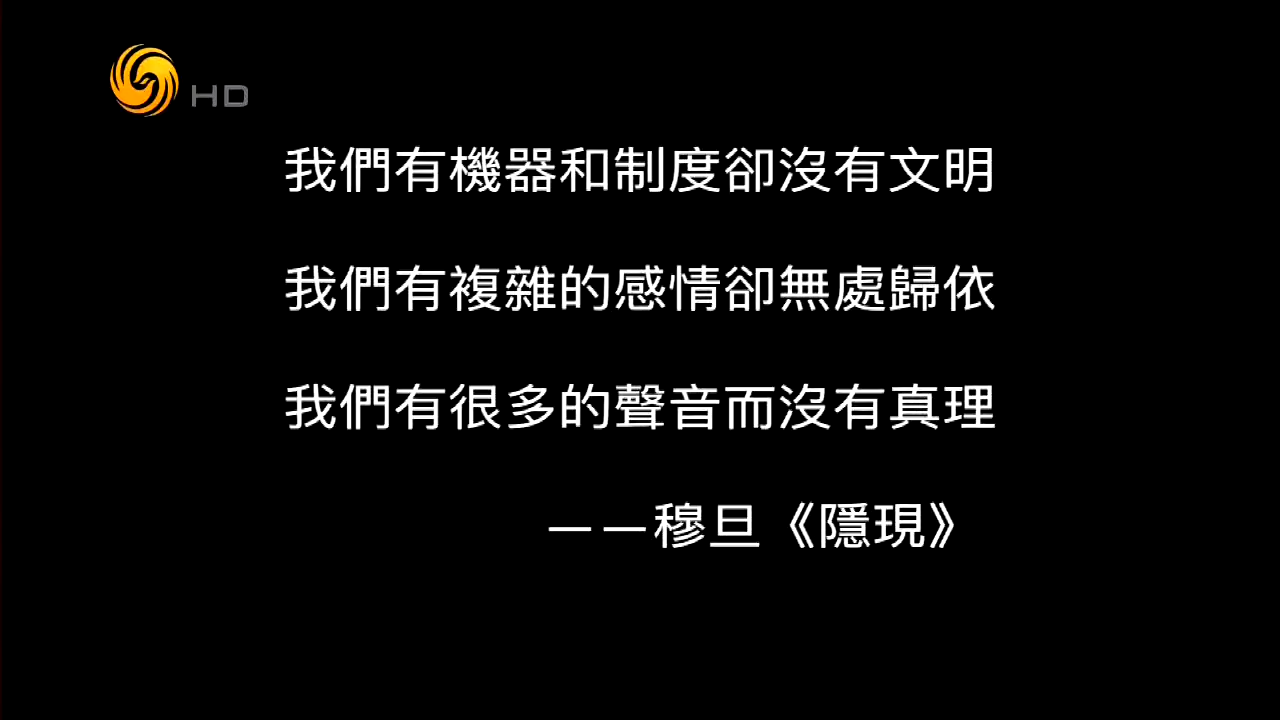 HD
我們有機器和制度卻沒有文明
我們有複雜的感情卻無處歸依
我們有很多的聲音而沒有真理
——穆旦《隱現》